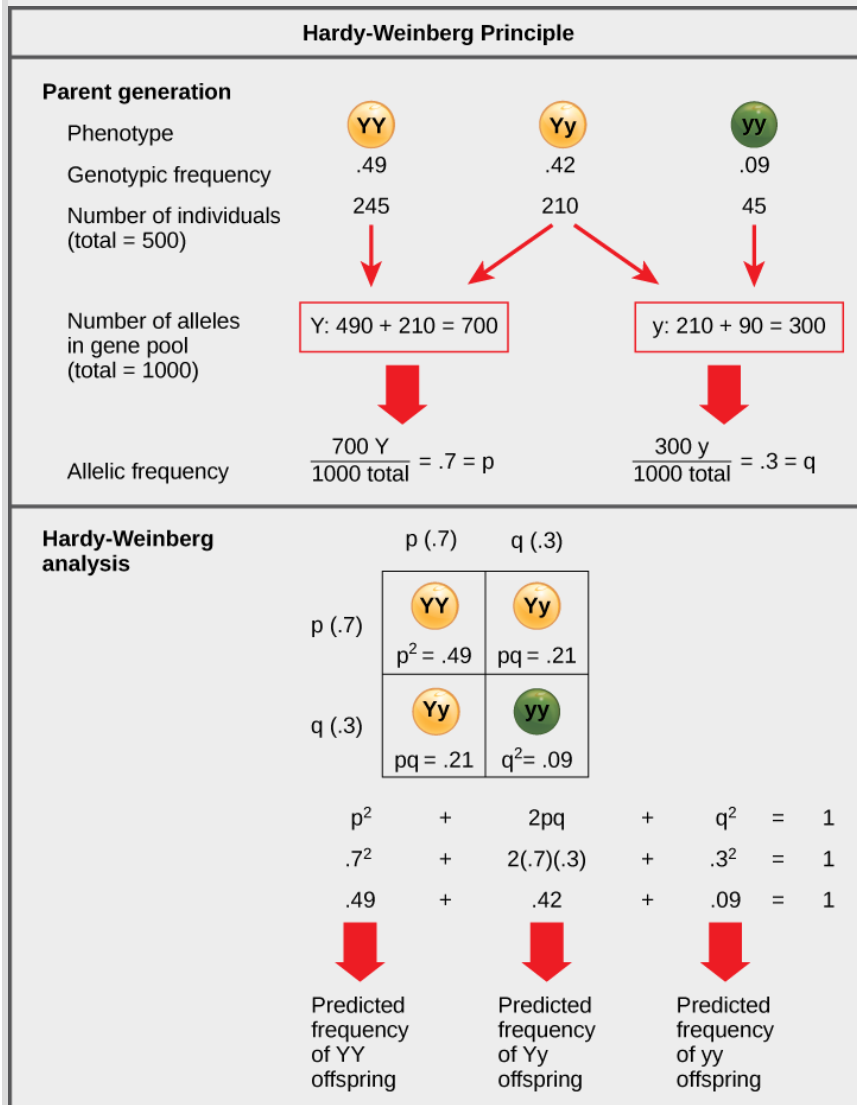 Hardy-Weinberg Principle
Parent generation
Phenotype
YY Yy yy
Genotypic frequency
.49 .42 .09
Number of individuals
(total = 500)
245 210 45
Number of alleles
in gene pool
(total = 1000)
Y: 490 + 210 = 700
y: 210 + 90 = 300
Allelic frequency
700 Y
1000 total
= .7 = p
300 y
1000 total
= .3 = q
Hardy-Weinberg
analysis
p (.7) q (.3)
p (.7)
YY Yy
p² = .49 pq = .21
q (.3)
Yy yy
pq = .21 q²= .09
p² + 2pq + q² = 1
.7² + 2(.7)(.3) + .3² = 1
.49 + .42 + .09 = 1
Predicted
frequency
of YY
offspring
Predicted
frequency
of Yy
offspring
Predicted
frequency
of yy
offspring